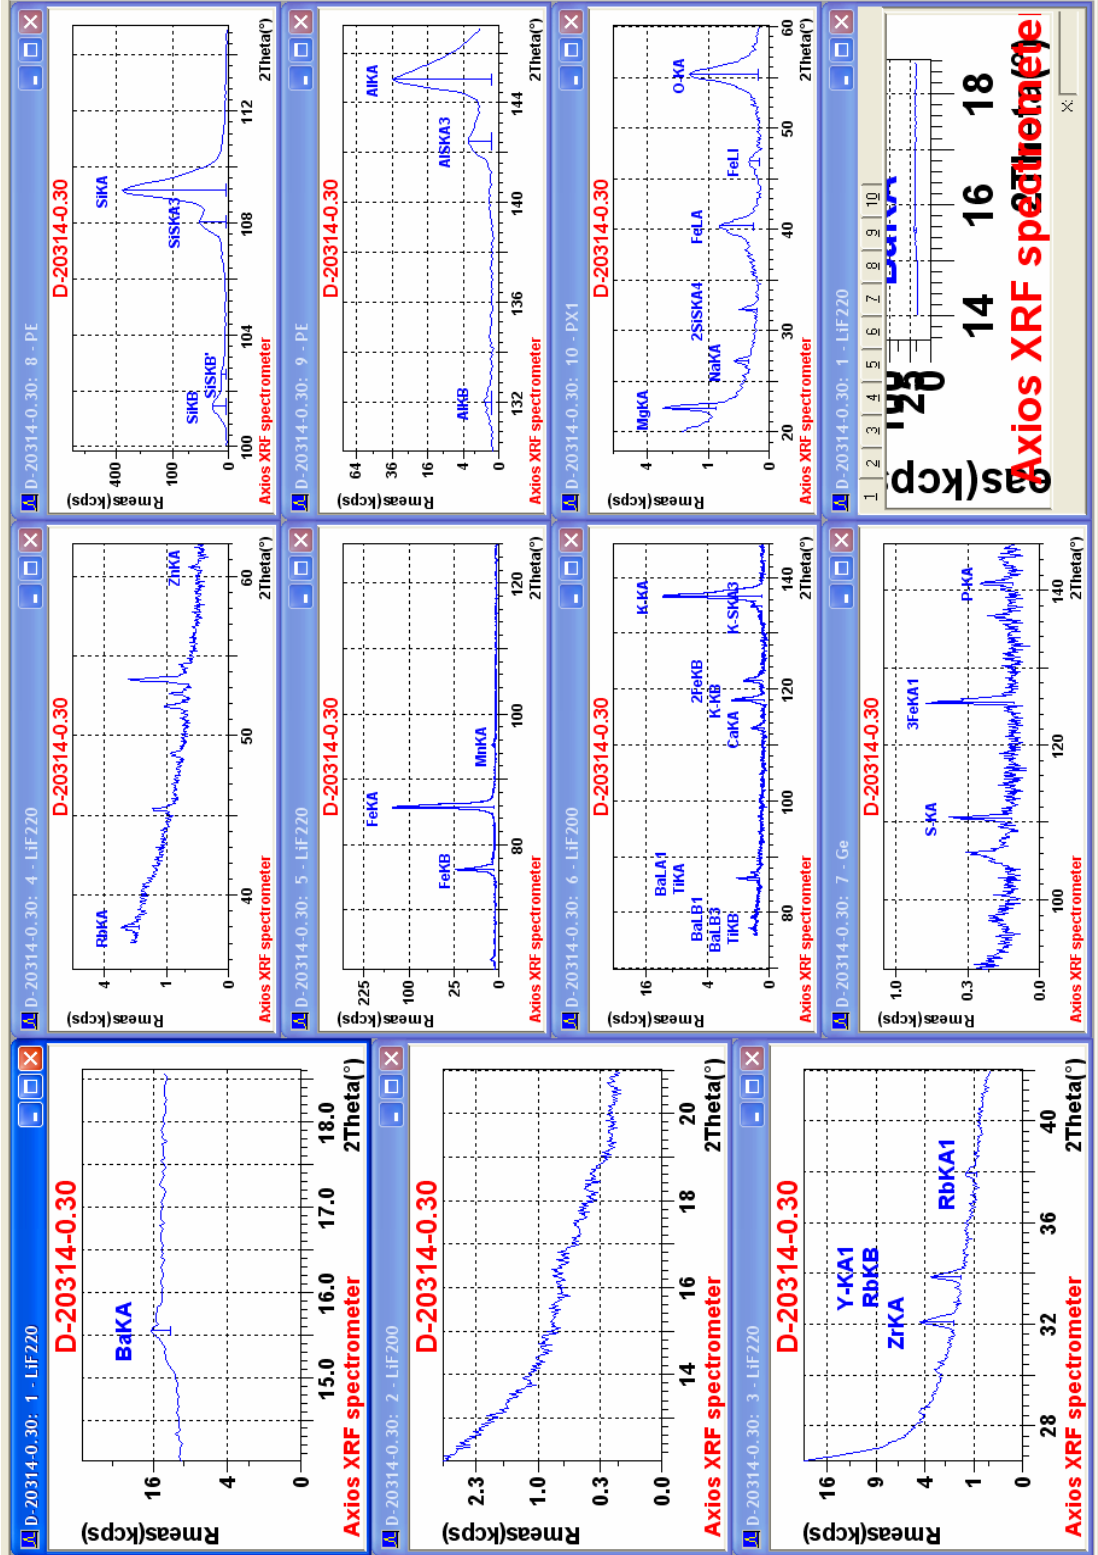 D-20314-0.30:  1 - LiF220
D-20314-0.30
Rmeas(kcps)
16
4
0
BaKA
15.0
16.0
17.0
18.0
2Theta(°)
Axios XRF spectrometer
D-20314-0.30:  2 - LiF200
D-20314-0.30
Rmeas(kcps)
2.3
1.0
0.3
0.0
14
16
18
20
2Theta(°)
Axios XRF spectrometer
D-20314-0.30:  3 - LiF220
D-20314-0.30
Rmeas(kcps)
16
9
4
1
0
Y-KA1
RbKB
ZrKA
RbKA1
28
32
36
40
2Theta(°)
Axios XRF spectrometer
D-20314-0.30:  4 - LiF220
D-20314-0.30
Rmeas(kcps)
4
1
0
RbKA
ZnKA
40
50
60
2Theta(°)
Axios XRF spectrometer
D-20314-0.30:  5 - LiF220
D-20314-0.30
Rmeas(kcps)
225
100
25
0
FeKB
FeKA
MnKA
80
100
120
2Theta(°)
Axios XRF spectrometer
D-20314-0.30:  6 - LiF200
D-20314-0.30
Rmeas(kcps)
16
4
0
BaLA1
TiKA
BaLB1
BaLB3
TiKB
2FeKB
K-KB
CaKA
K-KA
K-SKA3
80
100
120
140
2Theta(°)
Axios XRF spectrometer
D-20314-0.30:  7 - Ge
D-20314-0.30
Rmeas(kcps)
1.0
0.3
0.0
S-KA
3FeKA1
P-KA
100
120
140
2Theta(°)
Axios XRF spectrometer
D-20314-0.30:  8 - PE
D-20314-0.30
Rmeas(kcps)
400
100
0
SiKB
SiSKB'
SiSKA3
SiKA
100
104
108
112
2Theta(°)
Axios XRF spectrometer
D-20314-0.30:  9 - PE
D-20314-0.30
Rmeas(kcps)
64
36
16
4
0
AlKB
AlSKA3
AlKA
132
136
140
144
2Theta(°)
Axios XRF spectrometer
D-20314-0.30:  10 - PX1
D-20314-0.30
Rmeas(kcps)
4
1
0
MgKA
NaKA
2SiSKA4
FeLA
FeLl
O-KA
20
30
40
50
60
2Theta(°)
Axios XRF spectrometer
D-20314-0.30:  1 - LiF220
1 2 3 4 5 6 7 8 9 10
eas(kcps)
25
0
14
16
18
2Theta(°)
Axios XRF spectrometer
X: